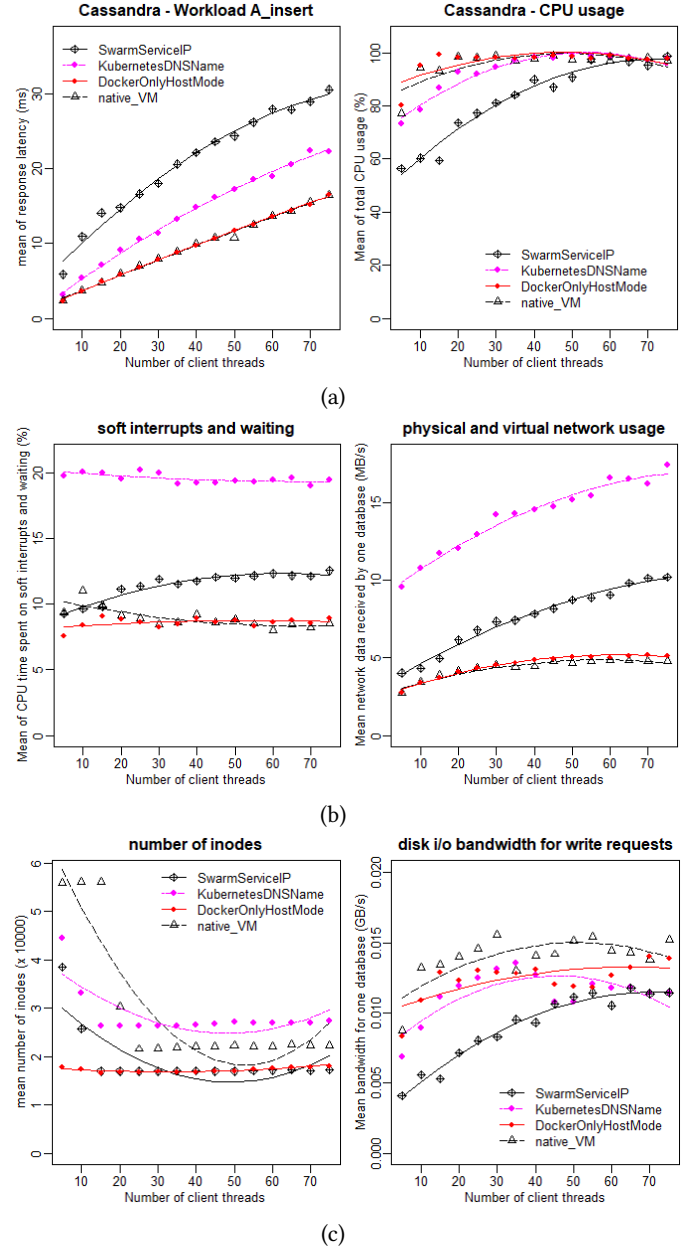 Cassandra - Workload A_insert
mean of response latency (ms)
0 10 20 30
SwarmServiceIP
KubernetesDNSName
DockerOnlyHostMode
native_VM
10 20 30 40 50 60 70
Number of client threads
Cassandra - CPU usage
Mean of total CPU usage (%)
0 20 40 60 80 100
SwarmServiceIP
KubernetesDNSName
DockerOnlyHostMode
native_VM
10 20 30 40 50 60 70
Number of client threads
(a)
soft interrupts and waiting
Mean of CPU time spent on soft interrupts and waiting (%)
0 5 10 15 20
10 20 30 40 50 60 70
Number of client threads
physical and virtual network usage
Mean network data received by one database (MB/s)
0 5 10 15
10 20 30 40 50 60 70
Number of client threads
(b)
number of inodes
mean number of inodes (x 10000)
0 1 2 3 4 5 6
SwarmServiceIP
KubernetesDNSName
DockerOnlyHostMode
native_VM
10 20 30 40 50 60 70
Number of client threads
disk i/o bandwidth for write requests
Mean bandwidth for one database (GB/s)
0.000 0.005 0.010 0.015 0.020
SwarmServiceIP
KubernetesDNSName
DockerOnlyHostMode
native_VM
10 20 30 40 50 60 70
Number of client threads
(c)